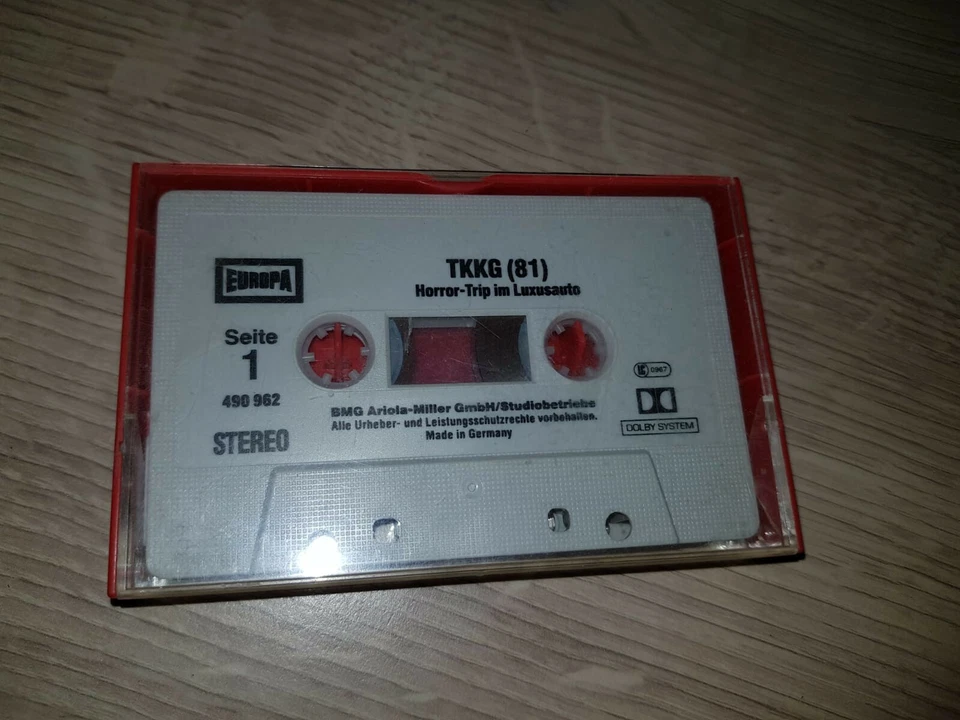 EUROPA
TKKG (81)
Horror-Trip im Luxusauto
Seite
1
490 962
STEREO
BMG Ariola-Miller GmbH/Studiobetriebe
Alle Urheber- und Leistungsschutzrechte vorbehalten.
Made in Germany
0967
DOLBY SYSTEM